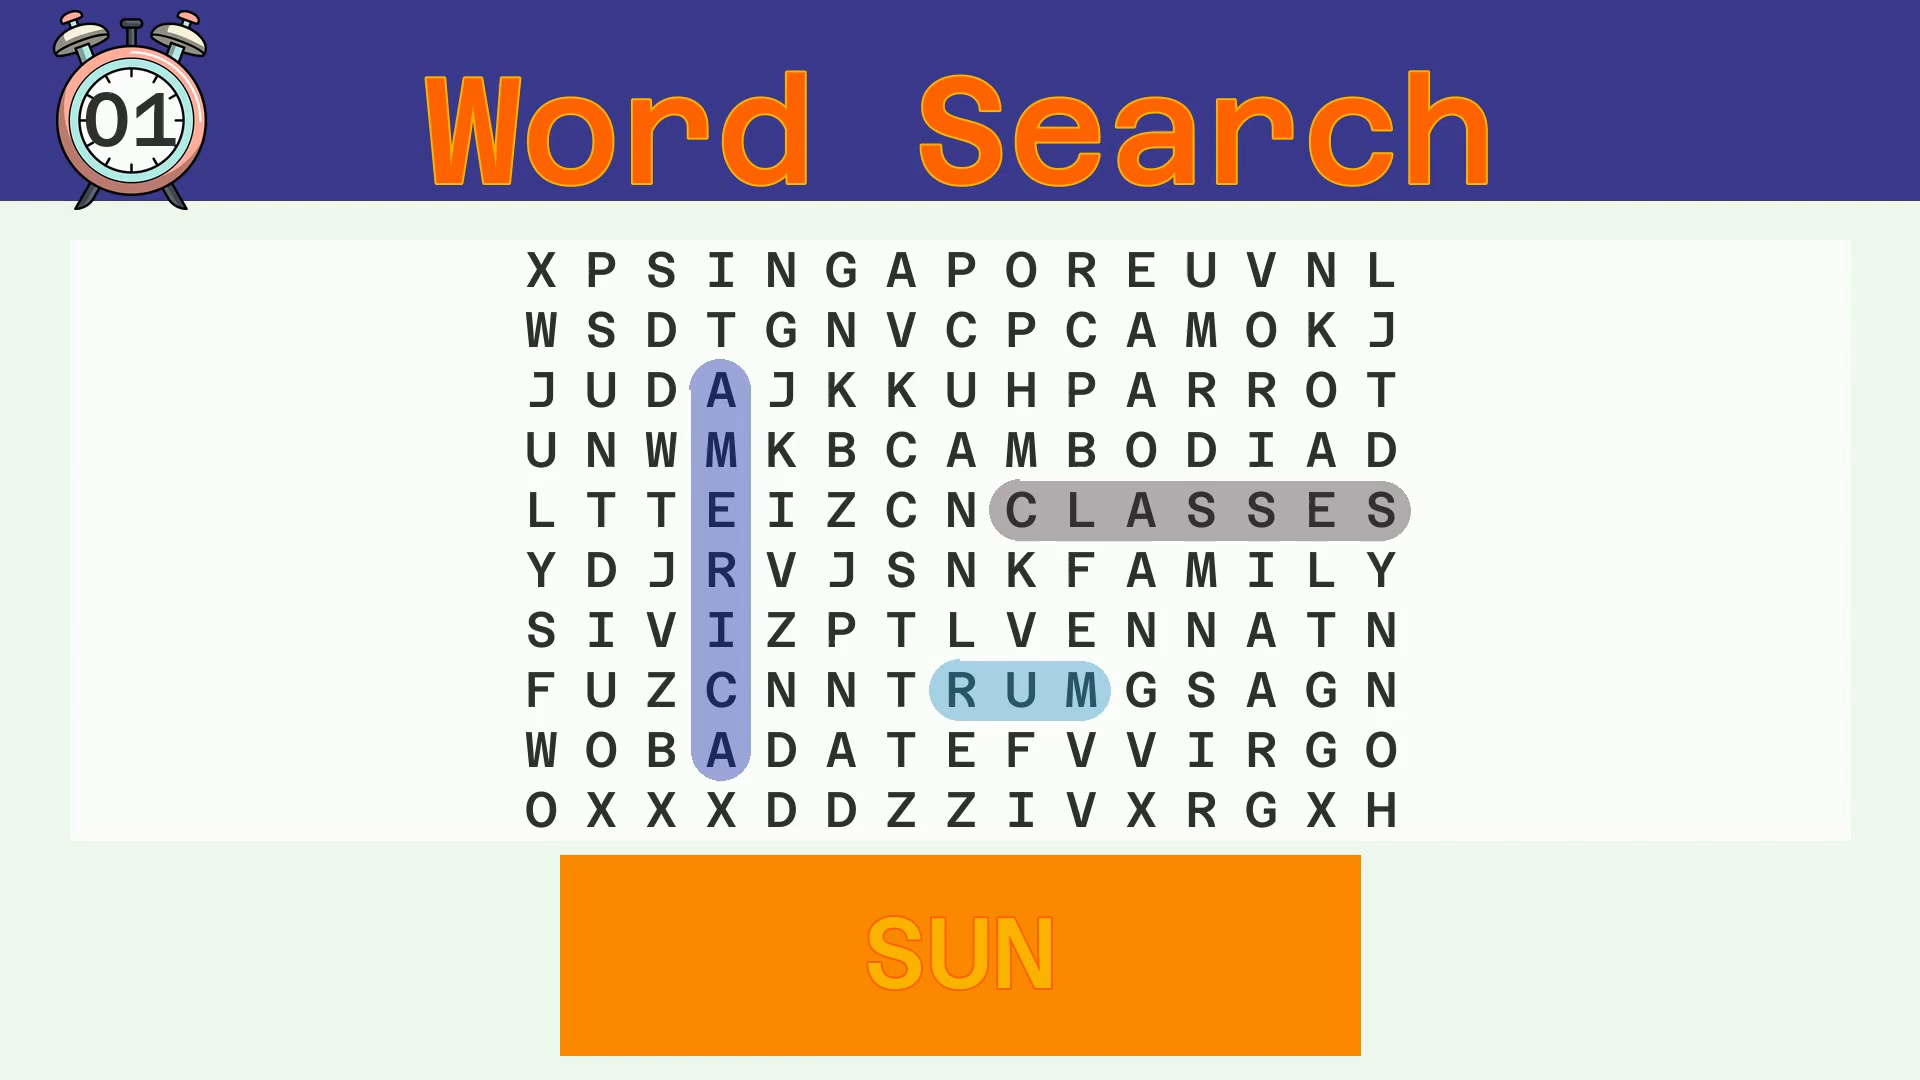 01
Word Search
X P S I N G A P O R E U V N L
W S D T G N V C P C A M O K J
J U D A J K K U H P A R R O T
U N W M K B C A M B O D I A D
L T T E I Z C N C L A S S E S
Y D J R V J S N K F A M I L Y
S I V I Z P T L V E N N A T N
F U Z C N N T R U M G S A G N
W O B A D A T E F V V I R G O
O X X X D D Z Z I V X R G X H
SUN